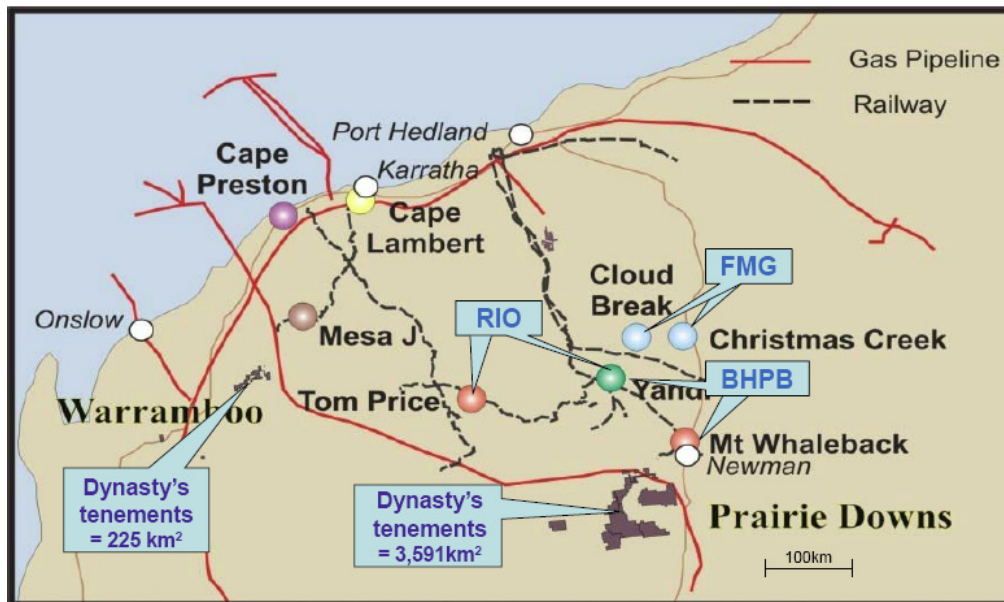 Gas Pipeline
Railway
Port Hedland
Karratha
Cape
Preston
Cape
Lambert
Cloud
Break
FMG
Onslow
Mesa J
RIO
Christmas Creek
Warramboo
Tom Price
Yandi
BHPB
Mt Whaleback
Newman
Dynasty's
tenements
= 225 km²
Dynasty's
tenements
= 3,591km²
Prairie Downs
100km